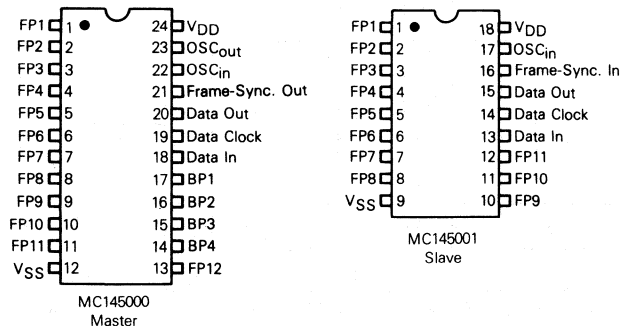 FP1 1 24 VDD
FP2 2 23 OSCout
FP3 3 22 OSCin
FP4 4 21 Frame-Sync. Out
FP5 5 20 Data Out
FP6 6 19 Data Clock
FP7 7 18 Data In
FP8 8 17 BP1
FP9 9 16 BP2
FP10 10 15 BP3
FP11 11 14 BP4
VSS 12 13 FP12
MC145000
Master
FP1 1 18 VDD
FP2 2 17 OSCin
FP3 3 16 Frame-Sync. In
FP4 4 15 Data Out
FP5 5 14 Data Clock
FP6 6 13 Data In
FP7 7 12 FP11
FP8 8 11 FP10
VSS 9 10 FP9
MC145001
Slave